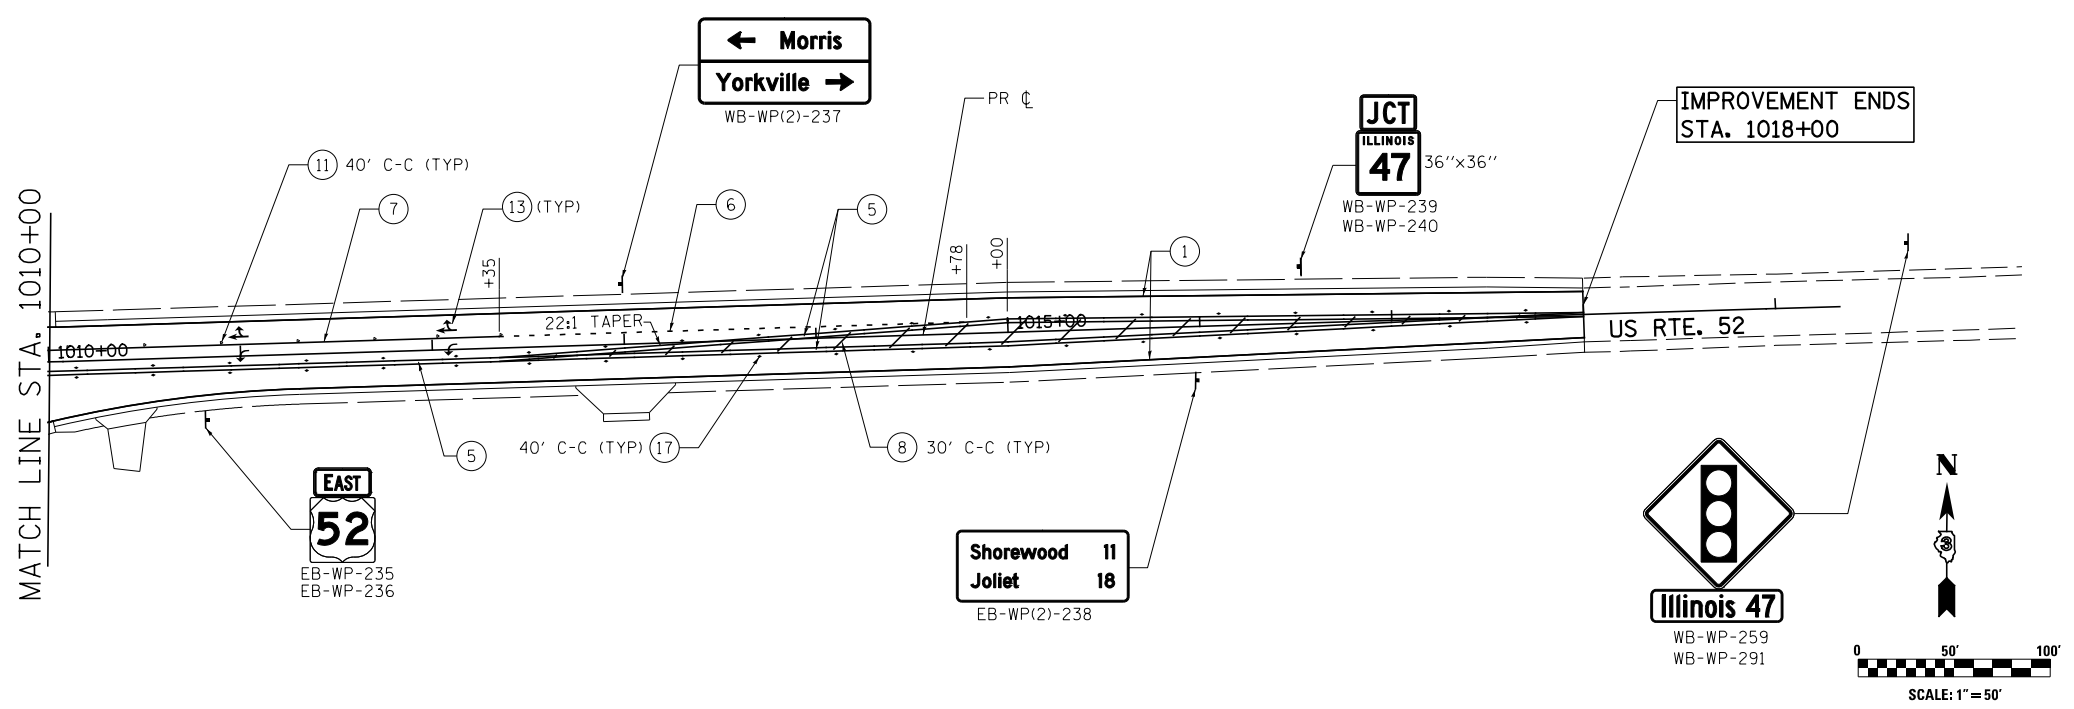 ← Morris
Yorkville →
WB-WP(2)-237
PR ℄
JCT
ILLINOIS
47
36''x36''
WB-WP-239
WB-WP-240
IMPROVEMENT ENDS
STA. 1018+00
11 40' C-C (TYP)
7
13 (TYP)
6
5
1
MATCH LINE STA. 1010+00
+35
+78
+00
22:1 TAPER
1010+00
1015+00
US RTE. 52
5
40' C-C (TYP) 17
8 30' C-C (TYP)
EAST
52
EB-WP-235
EB-WP-236
Shorewood 11
Joliet 18
EB-WP(2)-238
Illinois 47
WB-WP-259
WB-WP-291
N
3
0 50' 100'
SCALE: 1"=50'